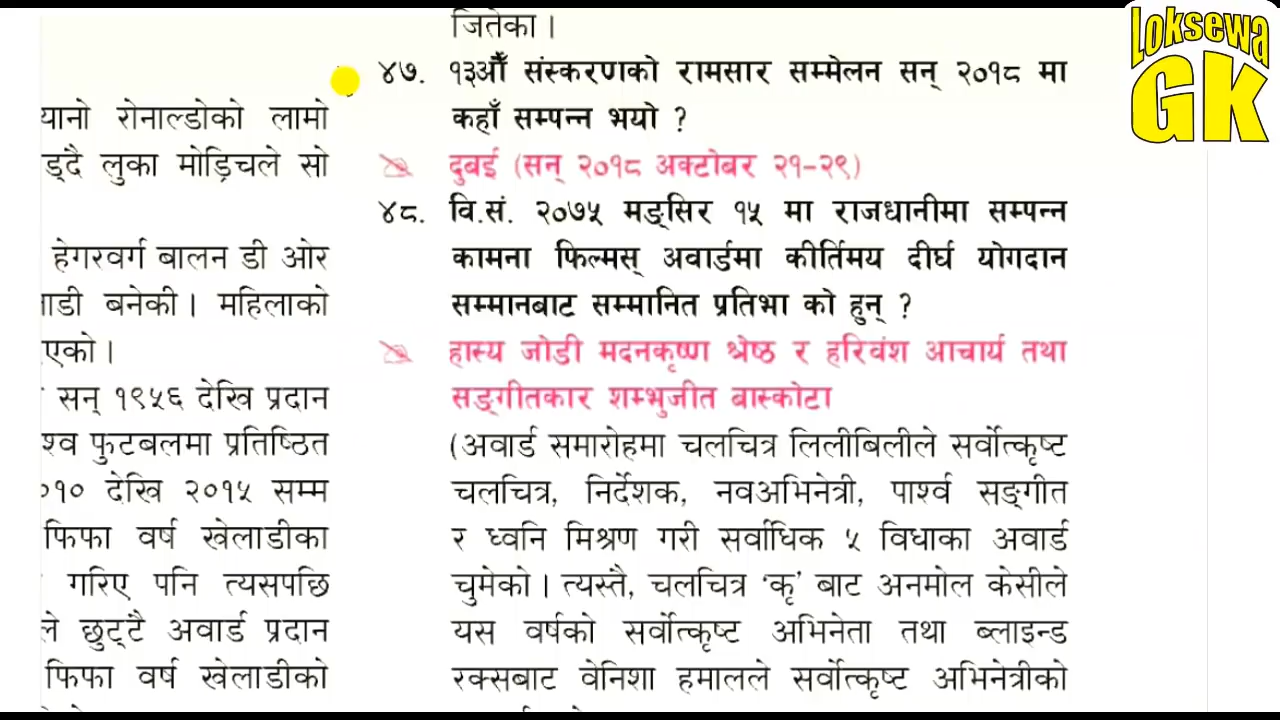 यानो रोनाल्डोको लामो
ड्दै लुका मोड्रिचले सो
हेगरवर्ग बालन डी ओर
ाडी बनेकी । महिलाको
एको ।
सन् १९५६ देखि प्रदान
श्व फुटबलमा प्रतिष्ठित
०१० देखि २०१५ सम्म
फिफा वर्ष खेलाडीका
गरिए पनि त्यसपछि
ले छुट्टै अवार्ड प्रदान
फिफा वर्ष खेलाडीको
जितेका ।
४७. १३औँ संस्करणको रामसार सम्मेलन सन् २०१८ मा
कहाँ सम्पन्न भयो ?
दुबई (सन् २०१८ अक्टोबर २१-२९)
४८. वि.सं. २०७५ मङ्सिर १५ मा राजधानीमा सम्पन्न
कामना फिल्मस् अवार्डमा कीर्तिमय दीर्घ योगदान
सम्मानबाट सम्मानित प्रतिभा को हुन् ?
हास्य जोडी मदनकृष्ण श्रेष्ठ र हरिवंश आचार्य तथा
सङ्गीतकार शम्भुजीत बास्कोटा
(अवार्ड समारोहमा चलचित्र लिलीबिलीले सर्वोत्कृष्ट
चलचित्र, निर्देशक, नवअभिनेत्री, पार्श्व सङ्गीत
र ध्वनि मिश्रण गरी सर्वाधिक ५ विधाका अवार्ड
चुमेको । त्यस्तै, चलचित्र ‘कृ’ बाट अनमोल केसीले
यस वर्षको सर्वोत्कृष्ट अभिनेता तथा ब्लाइन्ड
रक्सबाट वेनिशा हमालले सर्वोत्कृष्ट अभिनेत्रीको
Loksewa
GK